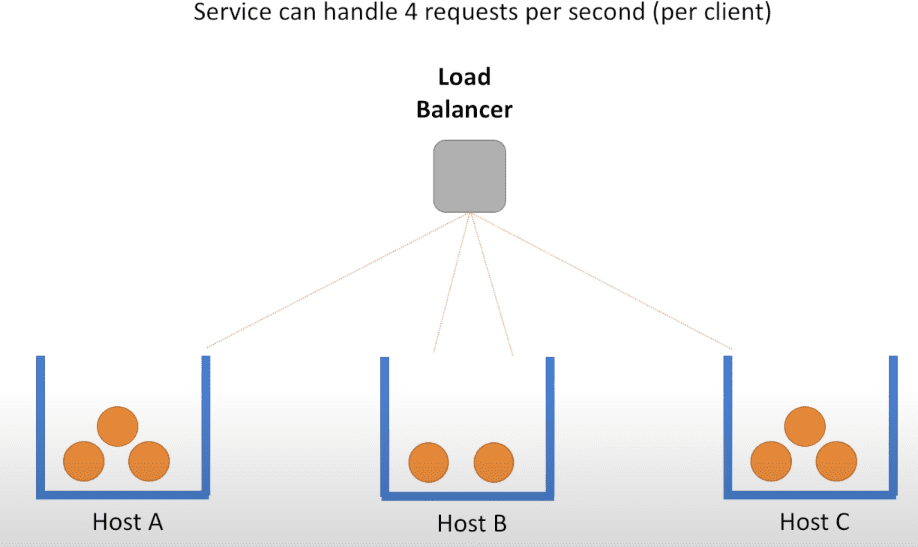 Service can handle 4 requests per second (per client)
Load
Balancer
Host A
Host B
Host C